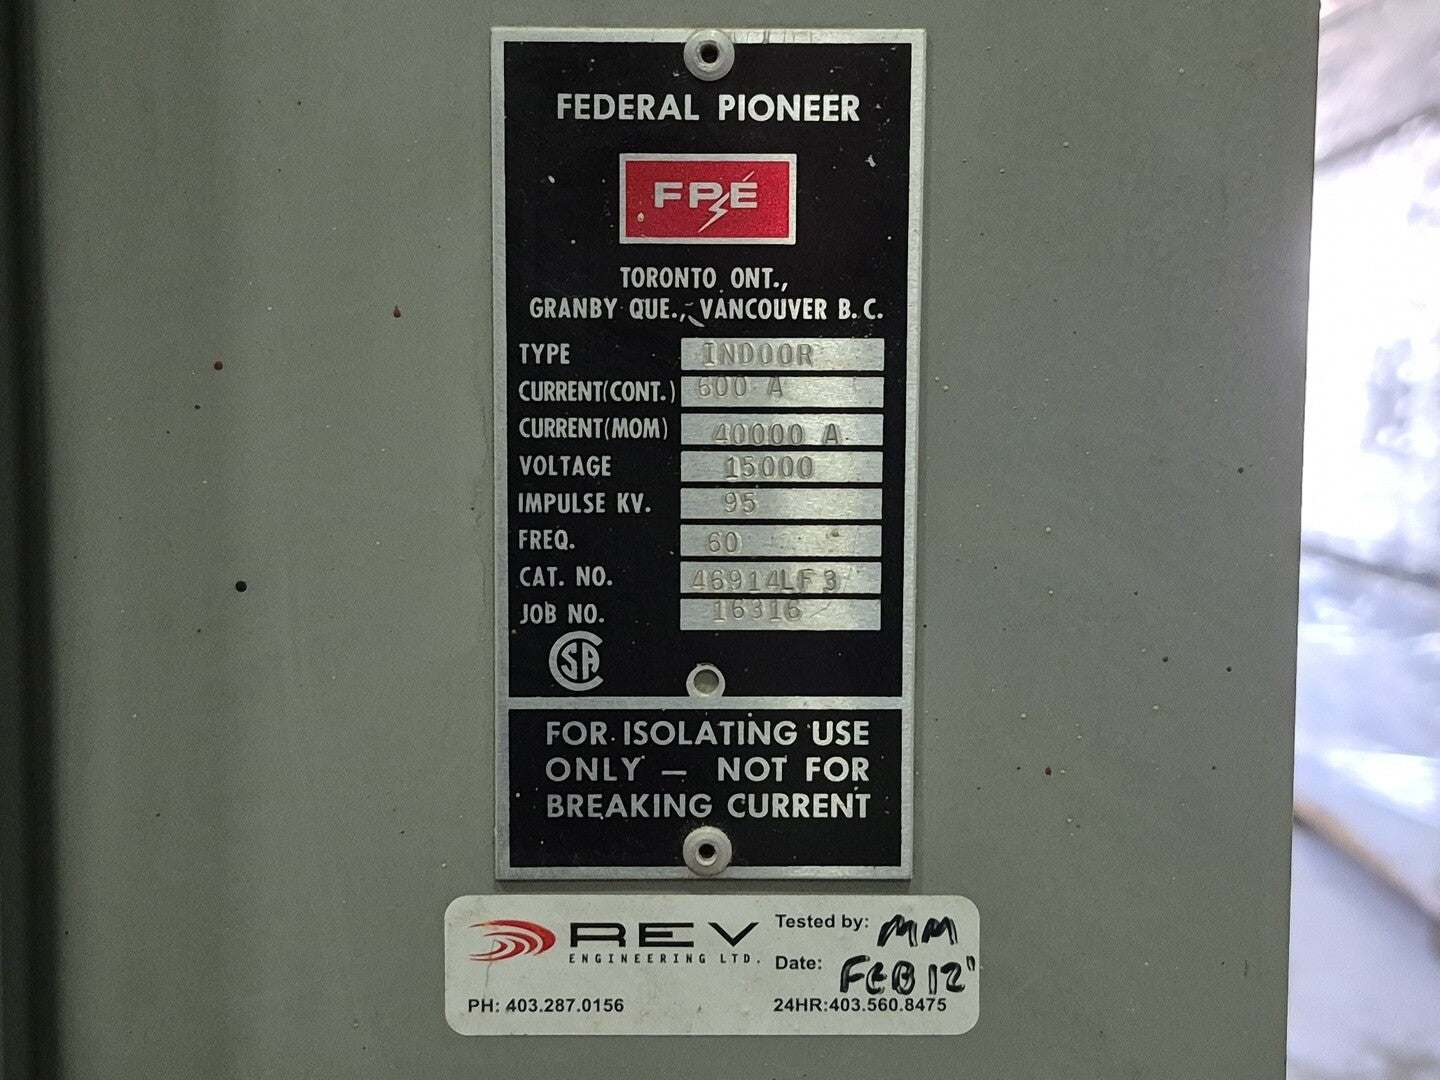 FEDERAL PIONEER
FPE
TORONTO ONT.,
GRANBY QUE., VANCOUVER B.C.
TYPE INDOOR
CURRENT(CONT.) 600 A
CURRENT(MOM) 40000 A
VOLTAGE 15000
IMPULSE KV. 95
FREQ. 60
CAT. NO. 46914LF3
JOB NO. 16316
CSA
FOR ISOLATING USE
ONLY — NOT FOR
BREAKING CURRENT
REV Tested by: MM
ENGINEERING LTD.
Date: FEB 12"
PH: 403.287.0156 24HR:403.560.8475